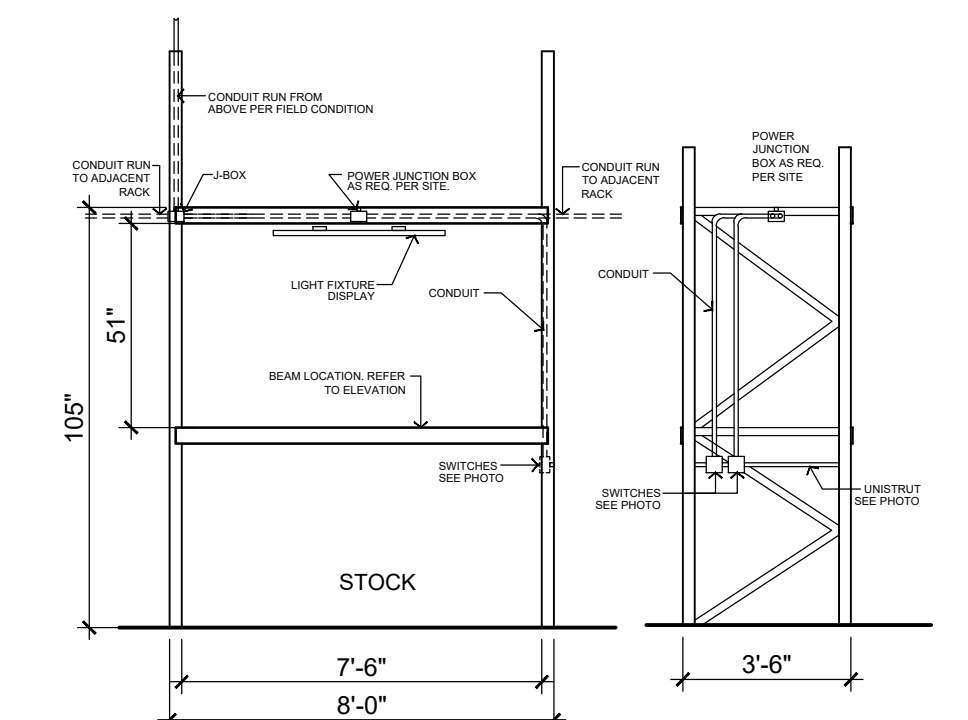 CONDUIT RUN FROM
ABOVE PER FIELD CONDITION
CONDUIT RUN
TO ADJACENT
RACK
J-BOX
POWER JUNCTION BOX
AS REQ. PER SITE.
CONDUIT RUN
TO ADJACENT
RACK
LIGHT FIXTURE
DISPLAY
CONDUIT
51"
105"
BEAM LOCATION. REFER
TO ELEVATION
SWITCHES
SEE PHOTO
STOCK
7'-6"
8'-0"
POWER
JUNCTION
BOX AS REQ.
PER SITE
CONDUIT
SWITCHES
SEE PHOTO
UNISTRUT
SEE PHOTO
3'-6"